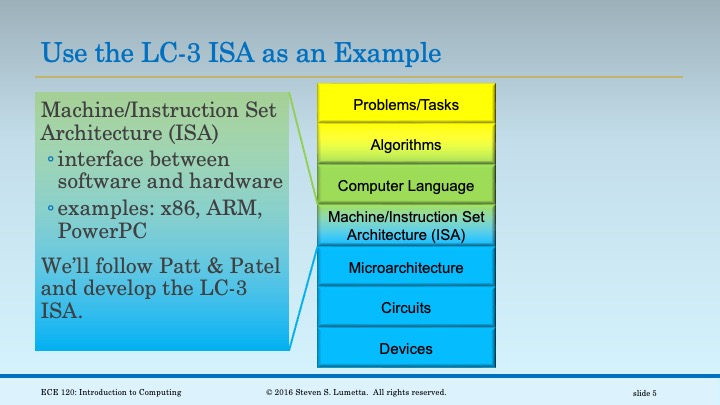 Use the LC-3 ISA as an Example
Machine/Instruction Set
Architecture (ISA)
◦interface between
software and hardware
◦examples: x86, ARM,
PowerPC
We’ll follow Patt & Patel
and develop the LC-3
ISA.
Problems/Tasks
Algorithms
Computer Language
Machine/Instruction Set
Architecture (ISA)
Microarchitecture
Circuits
Devices
ECE 120: Introduction to Computing
© 2016 Steven S. Lumetta.  All rights reserved.
slide 5